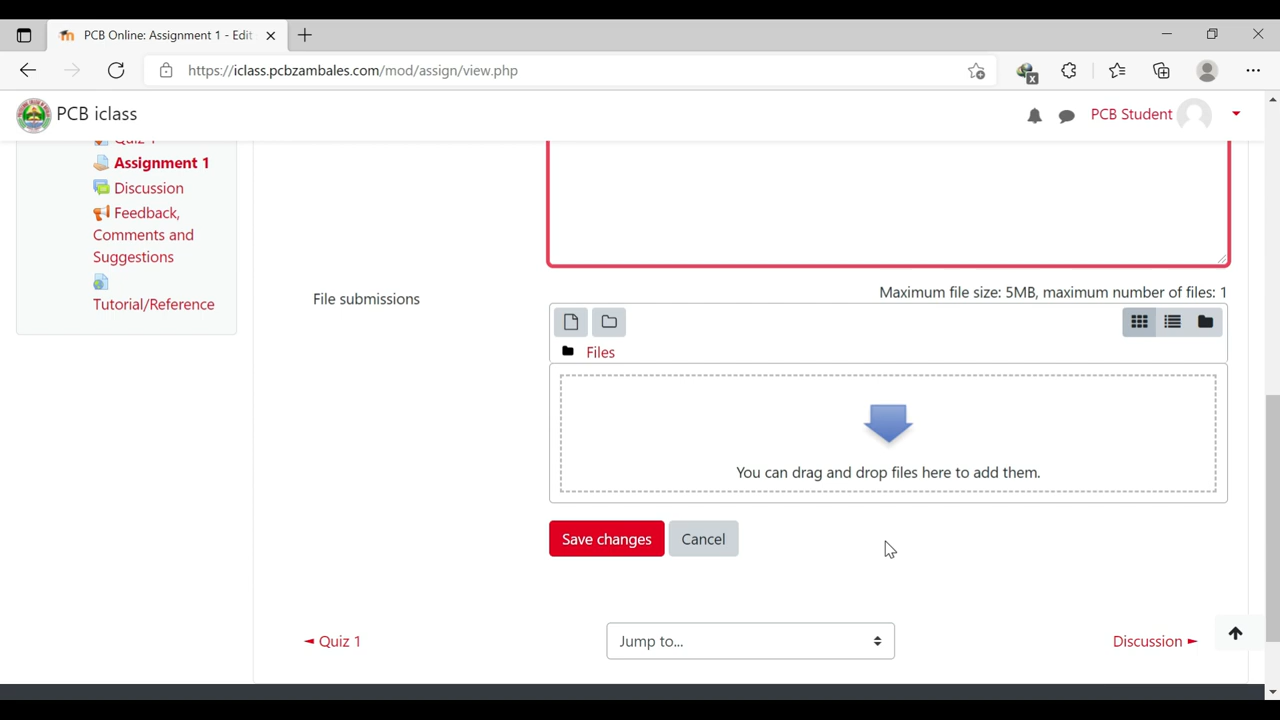 PCB Online: Assignment 1 - Edit
https://iclass.pcbzambales.com/mod/assign/view.php
PCB iclass
PCB Student
Quiz 1
Assignment 1
Discussion
Feedback,
Comments and
Suggestions
Tutorial/Reference
File submissions
Maximum file size: 5MB, maximum number of files: 1
Files
You can drag and drop files here to add them.
Save changes
Cancel
◄ Quiz 1
Jump to...
Discussion ►